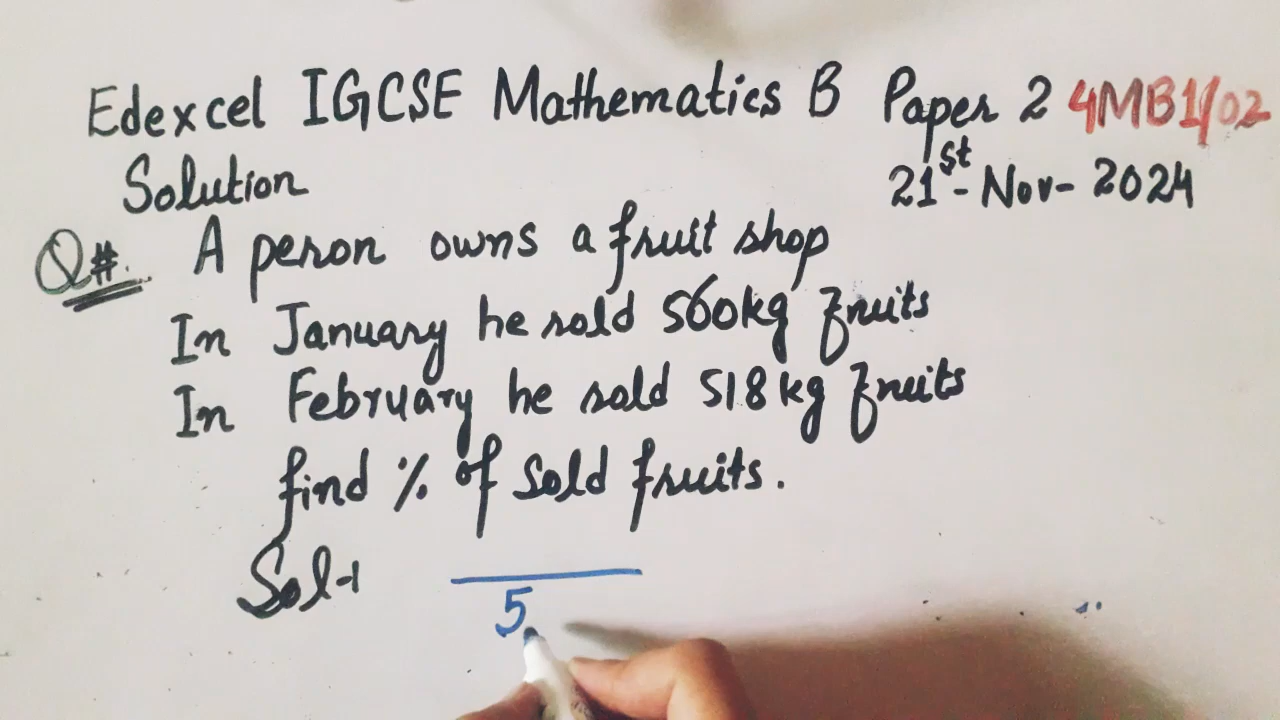 Edexcel IGCSE Mathematics B Paper 2 4MB1/02
Solution 21st-Nov-2024
Q#. A peron owns a fruit shop
In January he sold 560kg fruits
In February he sold 518kg fruits
find % of Sold fruits.
Sol-
5